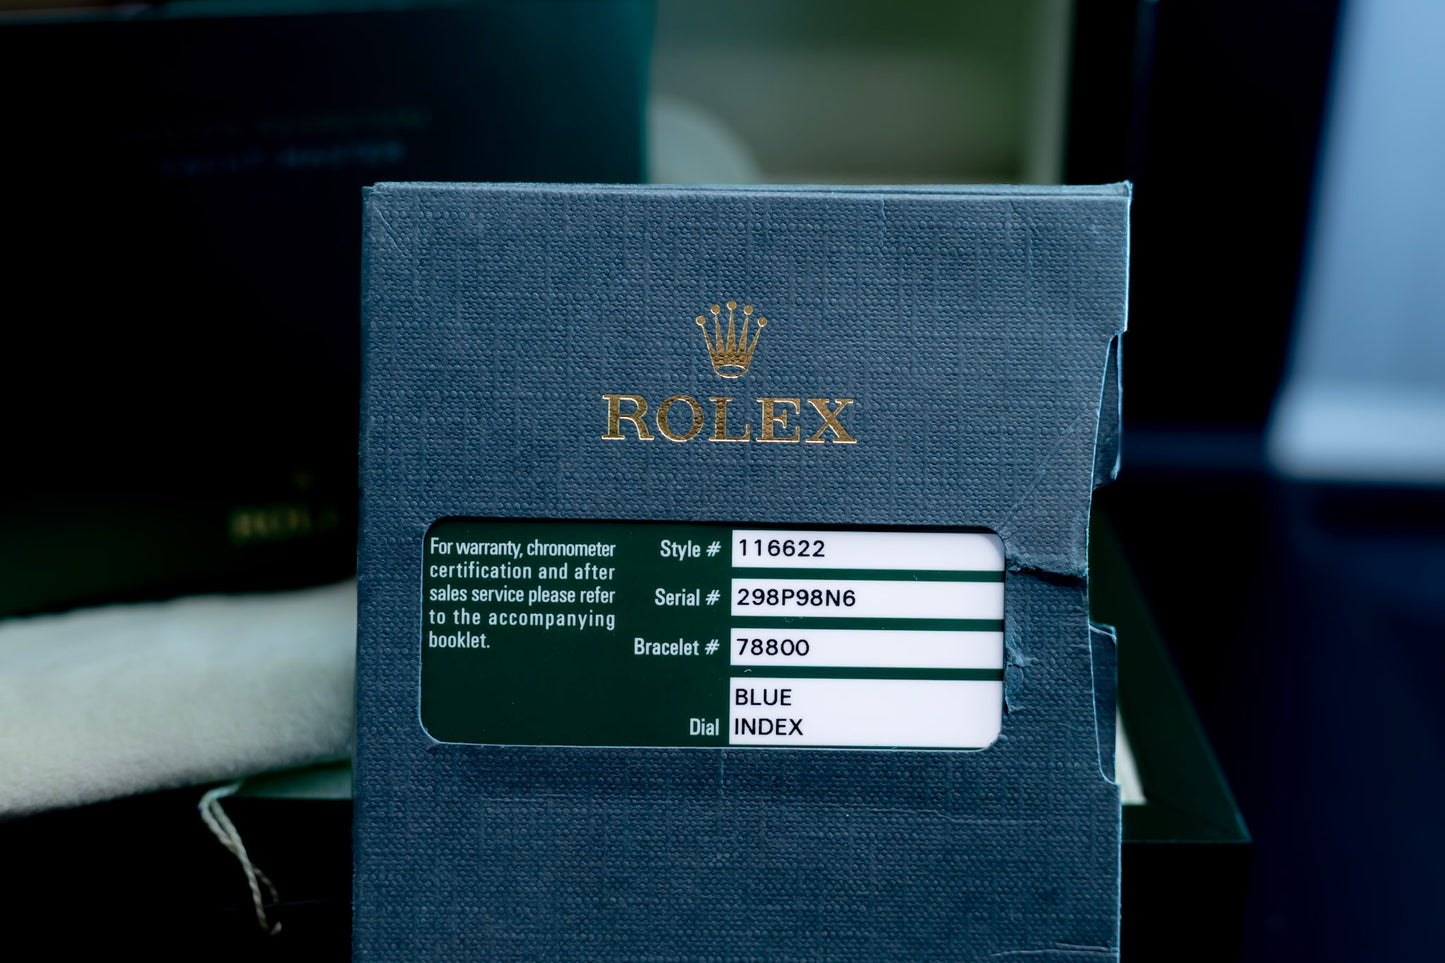 ROLEX
For warranty, chronometer
certification and after
sales service please refer
to the accompanying
booklet.
Style # 116622
Serial # 298P98N6
Bracelet # 78800
BLUE
Dial INDEX
ROLEX